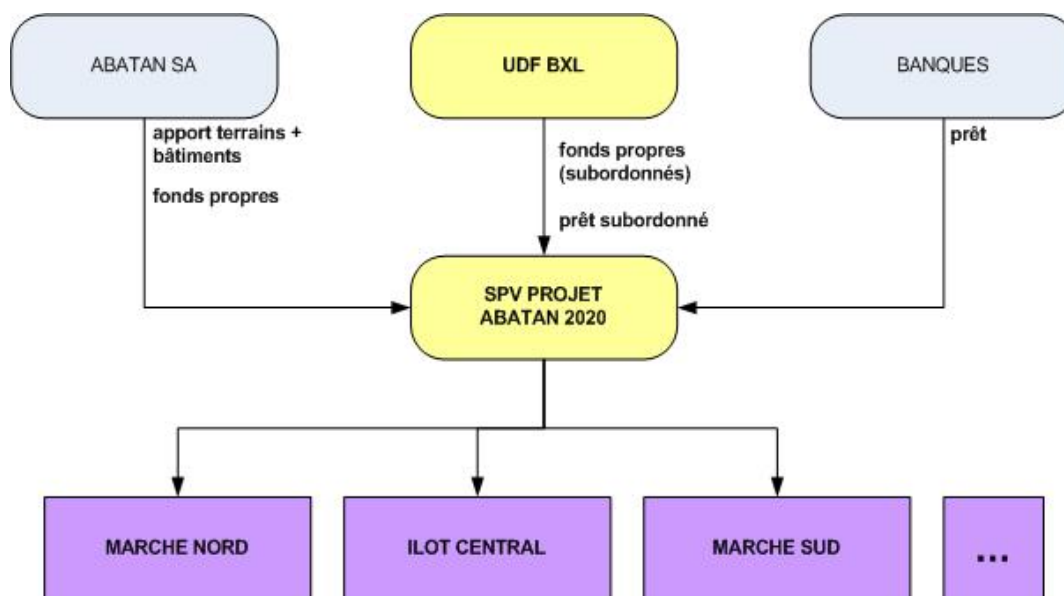 ABATAN SA
UDF BXL
BANQUES
apport terrains +
bâtiments
fonds propres
fonds propres
(subordonnés)
prêt subordonné
prêt
SPV PROJET
ABATAN 2020
MARCHE NORD
ILOT CENTRAL
MARCHE SUD
...